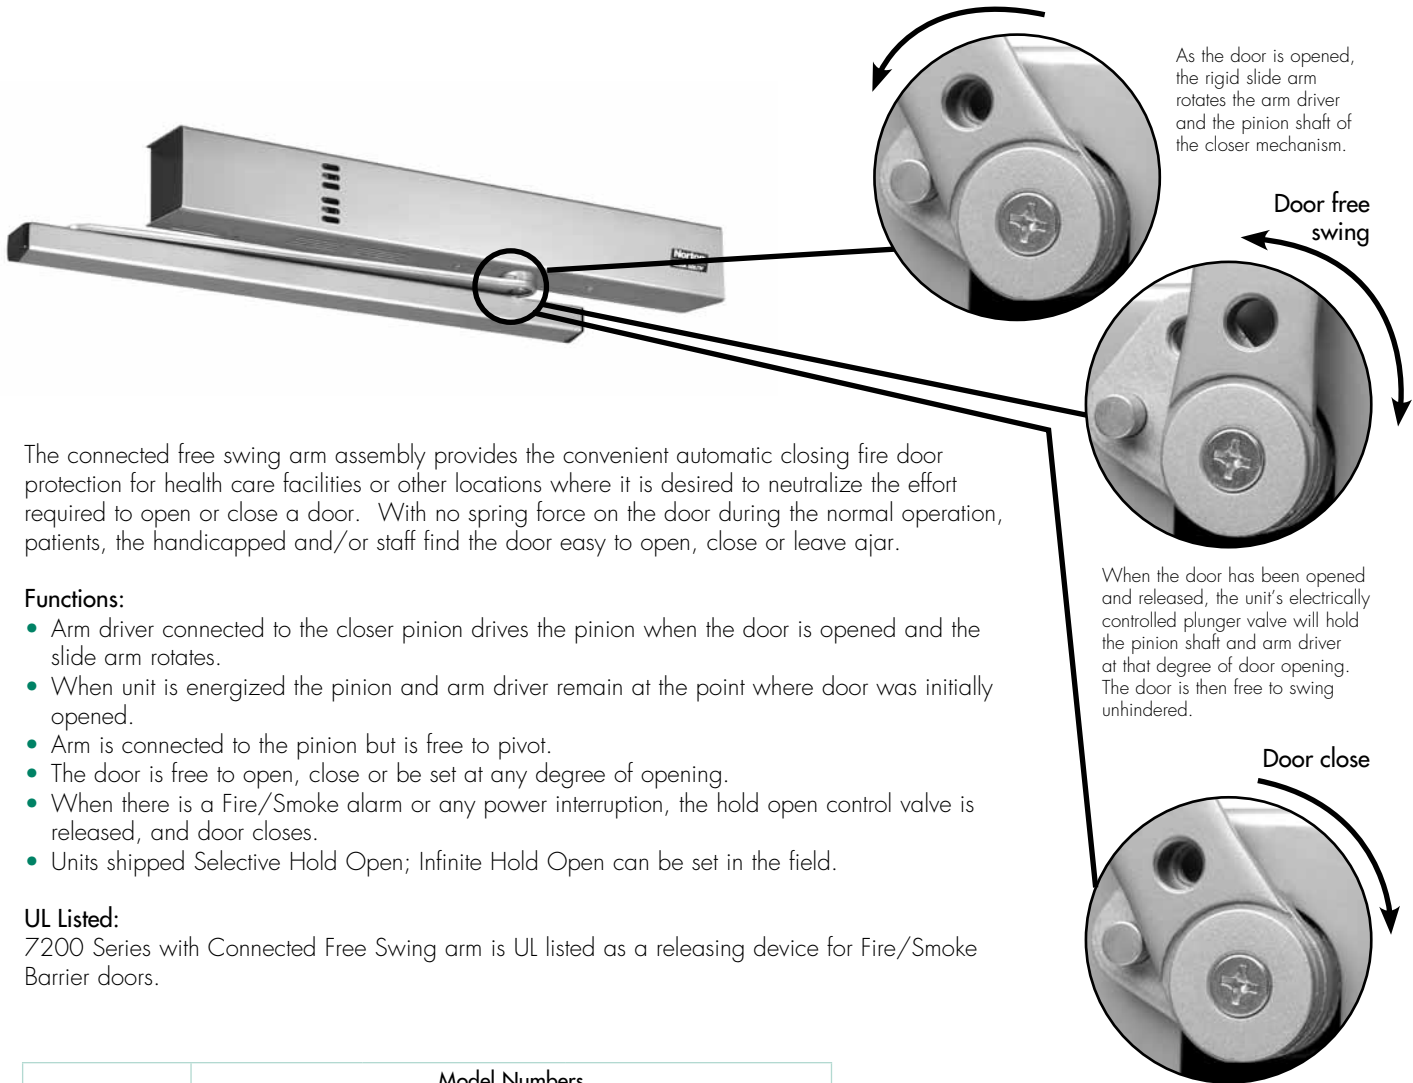 As the door is opened,
the rigid slide arm
rotates the arm driver
and the pinion shaft of
the closer mechanism.
Door free
swing
Norton
The connected free swing arm assembly provides the convenient automatic closing fire door
protection for health care facilities or other locations where it is desired to neutralize the effort
required to open or close a door.  With no spring force on the door during the normal operation,
patients, the handicapped and/or staff find the door easy to open, close or leave ajar.
Functions:
• Arm driver connected to the closer pinion drives the pinion when the door is opened and the
slide arm rotates.
• When unit is energized the pinion and arm driver remain at the point where door was initially
opened.
• Arm is connected to the pinion but is free to pivot.
• The door is free to open, close or be set at any degree of opening.
• When there is a Fire/Smoke alarm or any power interruption, the hold open control valve is
released, and door closes.
• Units shipped Selective Hold Open; Infinite Hold Open can be set in the field.
UL Listed:
7200 Series with Connected Free Swing arm is UL listed as a releasing device for Fire/Smoke
Barrier doors.
When the door has been opened
and released, the unit's electrically
controlled plunger valve will hold
the pinion shaft and arm driver
at that degree of door opening.
The door is then free to swing
unhindered.
Door close
Model Numbers